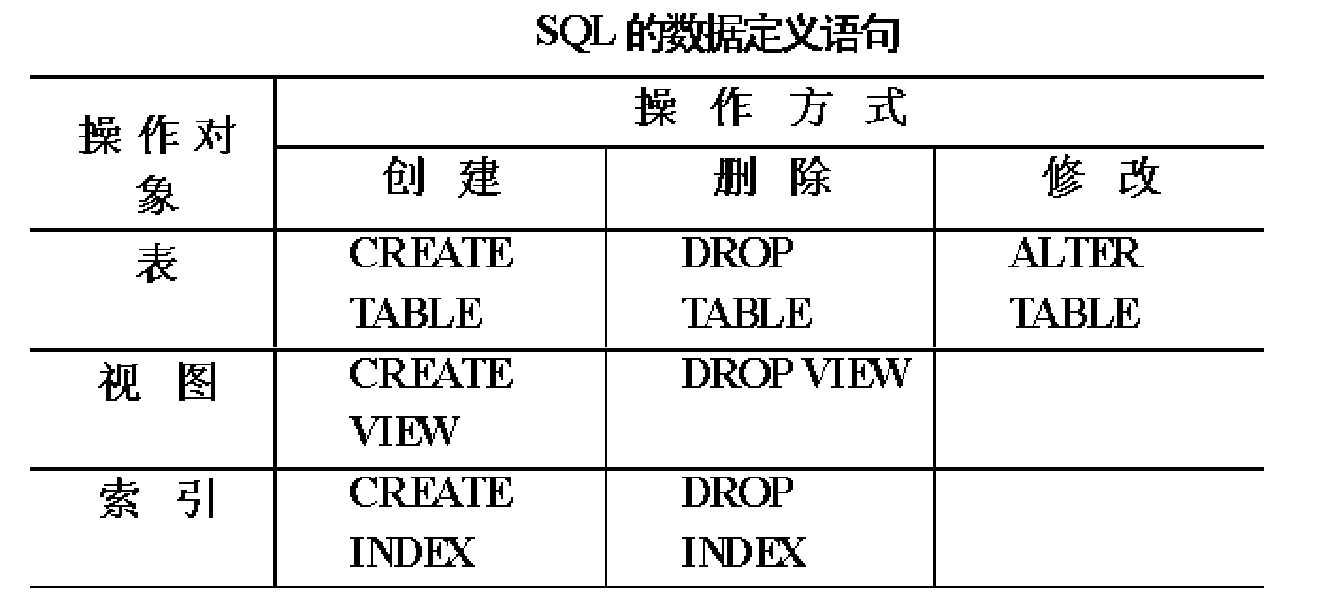 SQL 的数据定义语句
操作对象
操 作 方 式
创 建
删 除
修 改
表
CREATE
TABLE
DROP
TABLE
ALTER
TABLE
视 图
CREATE
VIEW
DROP VIEW
索 引
CREATE
INDEX
DROP
INDEX